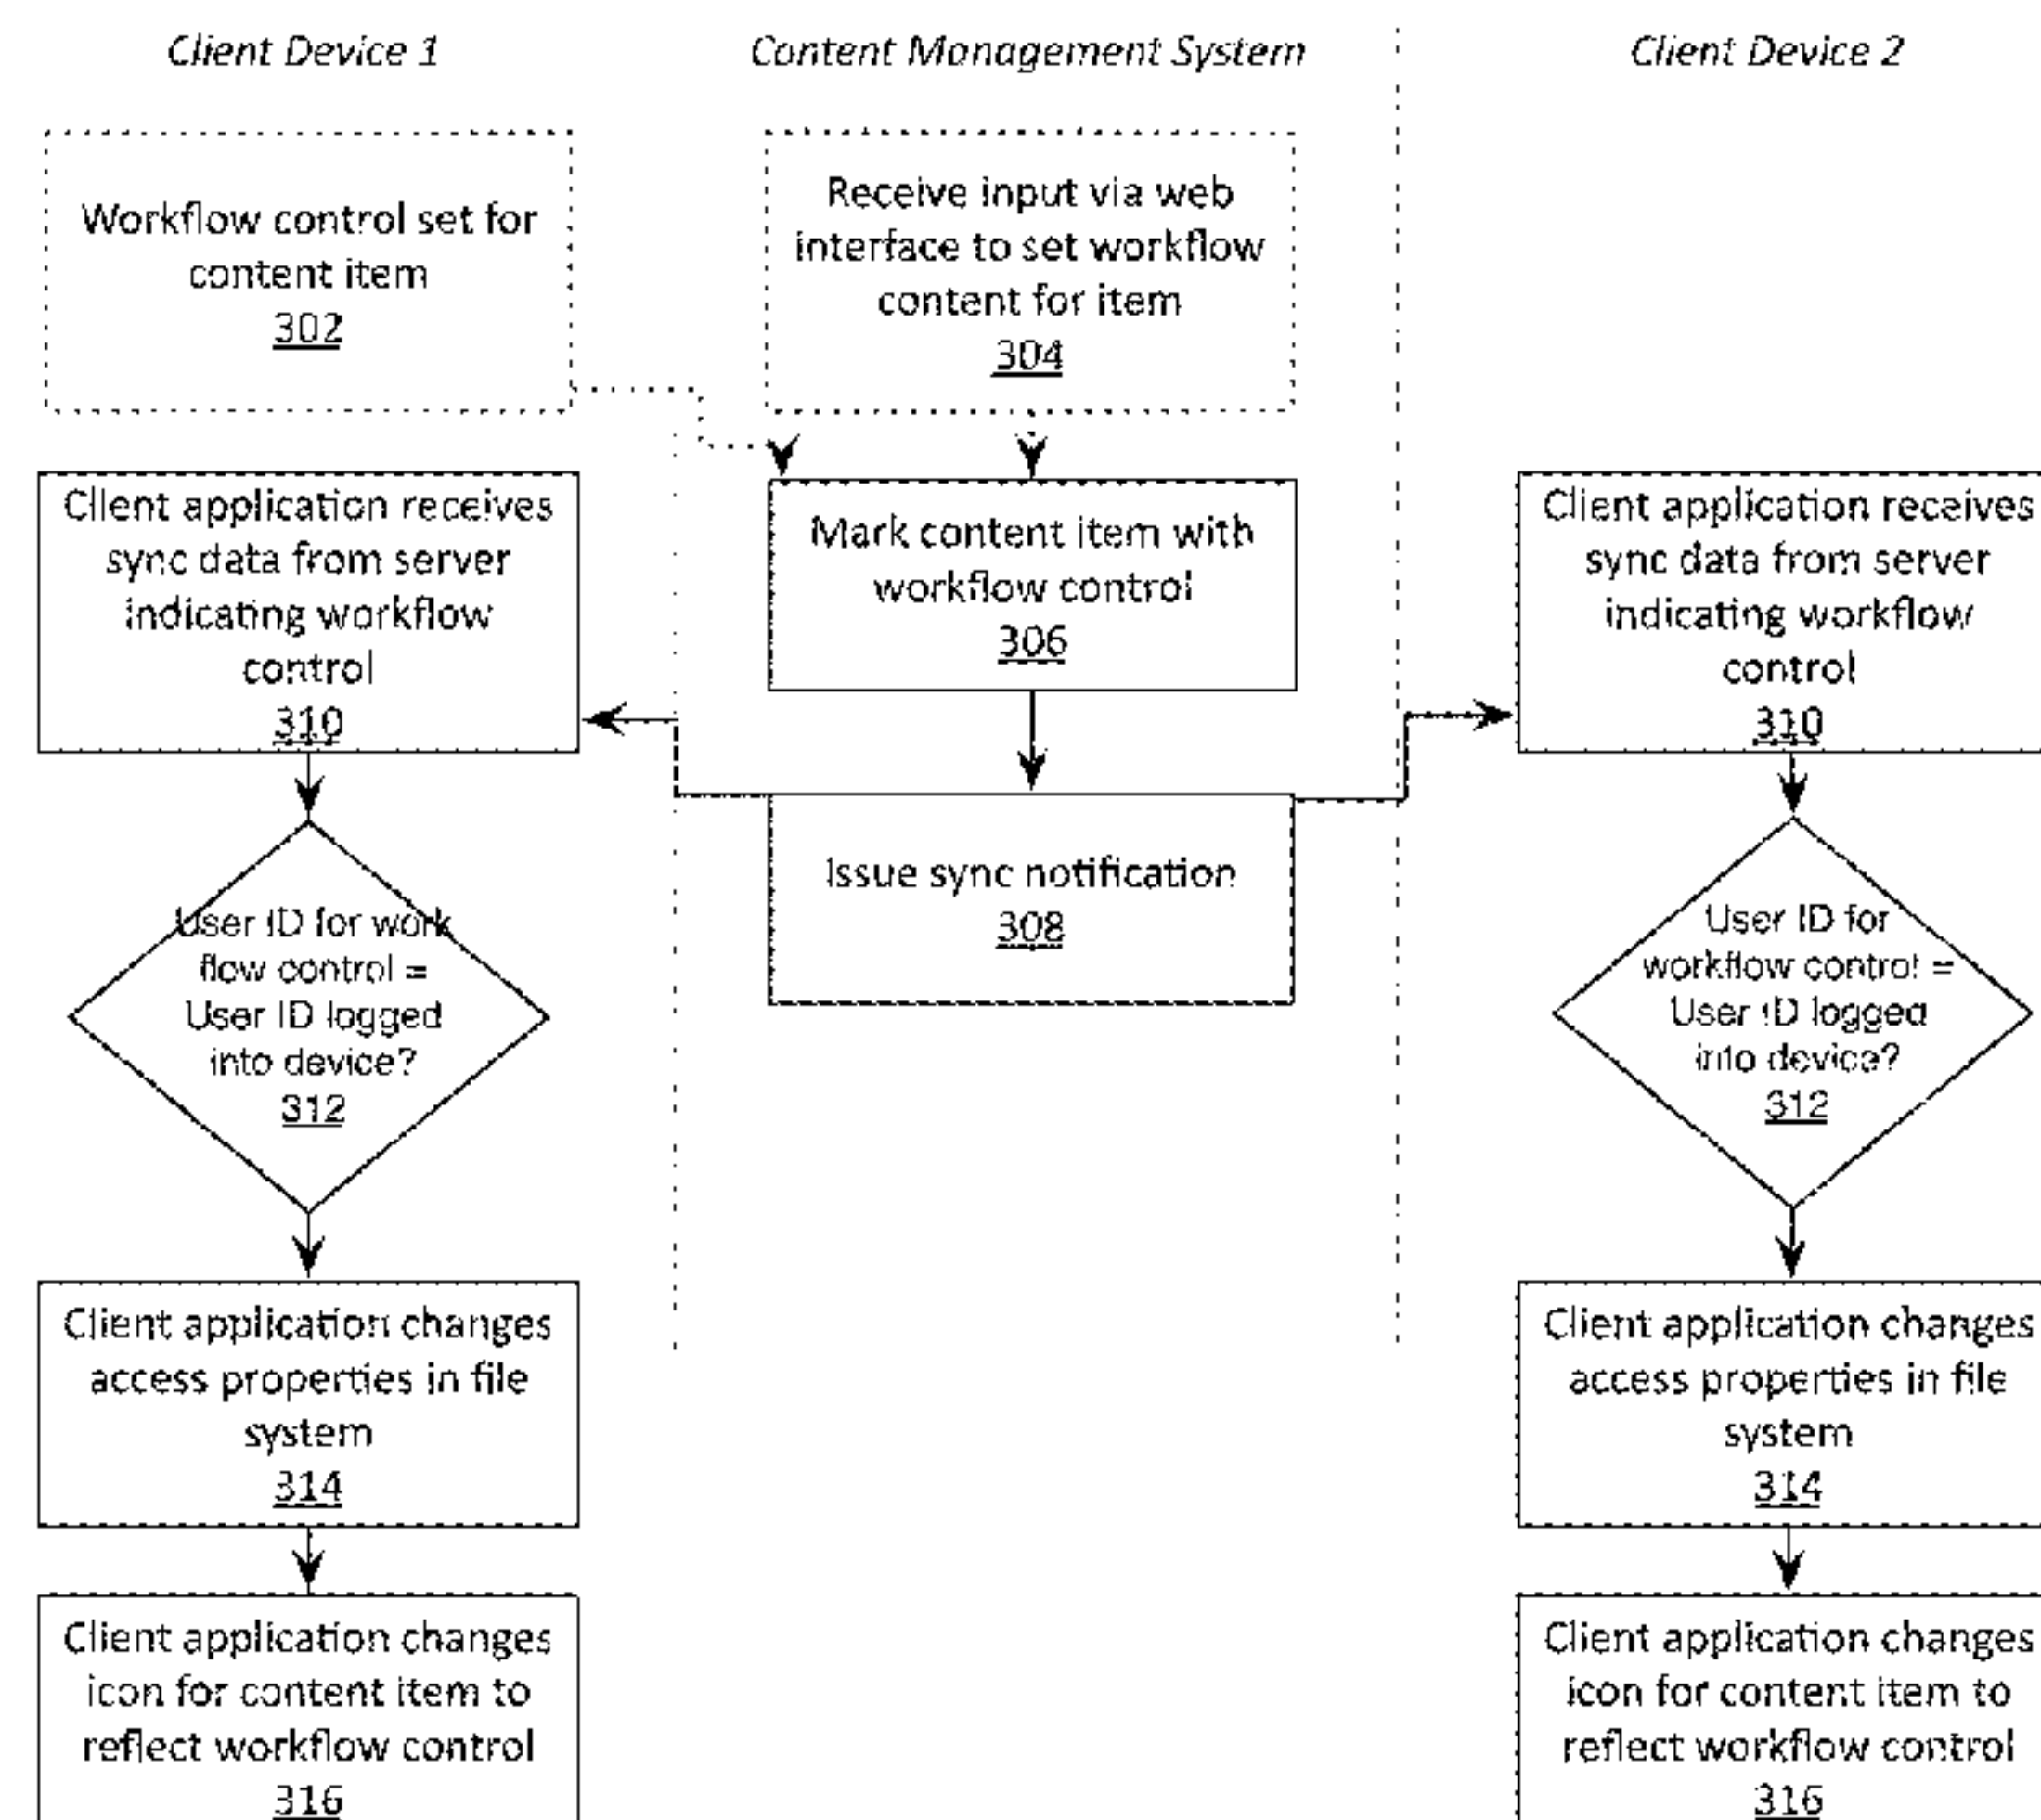 Client Device 1
Content Management System
Client Device 2
Workflow control set for
content item
302
Receive input via web
interface to set workflow
content for item
304
Client application receives
sync data from server
indicating workflow
control
310
Mark content item with
workflow control
306
Client application receives
sync data from server
indicating workflow
control
310
Issue sync notification
308
User ID for work
flow control =
User ID logged
into device?
312
User ID for
workflow control =
User ID logged
into device?
312
Client application changes
access properties in file
system
314
Client application changes
access properties in file
system
314
Client application changes
icon for content item to
reflect workflow control
316
Client application changes
icon for content item to
reflect workflow control
316